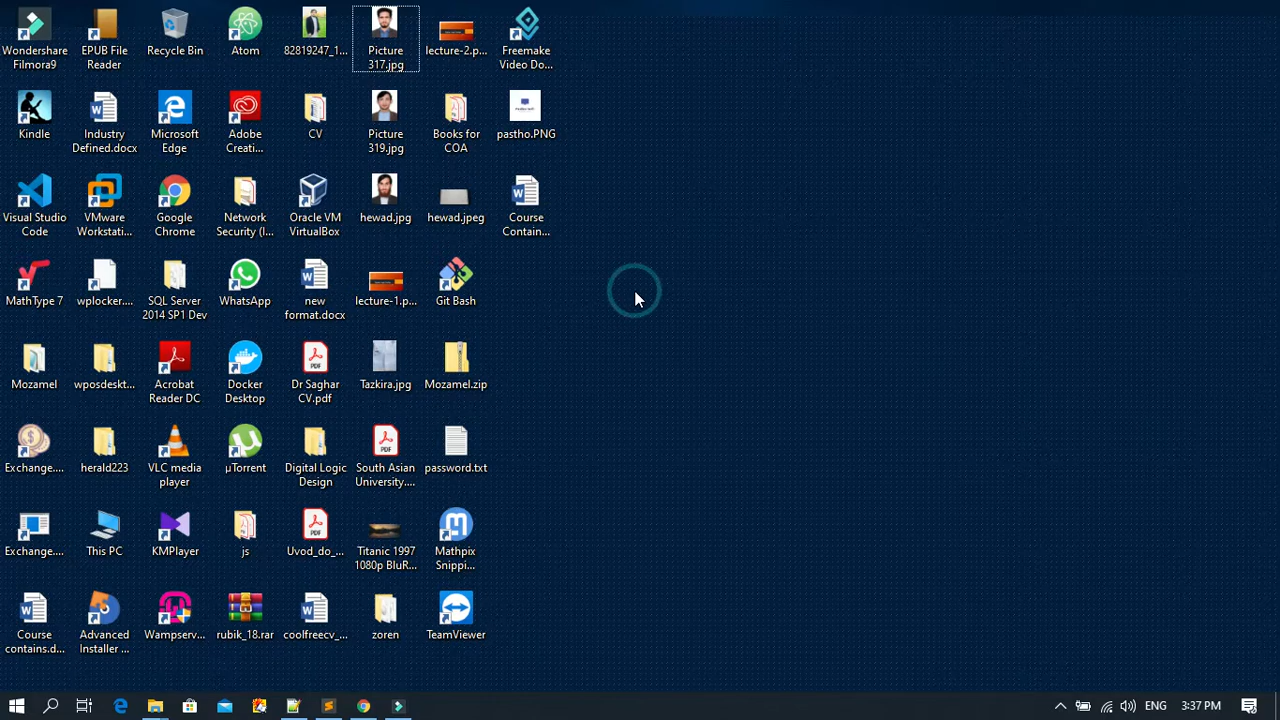 Wondershare
Filmora9
EPUB File
Reader
Recycle Bin
Atom
82819247_1...
Picture
317.jpg
lecture-2.p...
Freemake
Video Do...
Kindle
Industry
Defined.docx
Microsoft
Edge
Adobe
Creati...
CV
Picture
319.jpg
Books for
COA
pastho.PNG
Visual Studio
Code
VMware
Workstati...
Google
Chrome
Network
Security (I...
Oracle VM
VirtualBox
hewad.jpg
hewad.jpeg
Course
Contain...
MathType 7
wplocker....
SQL Server
2014 SP1 Dev
WhatsApp
new
format.docx
lecture-1.p...
Git Bash
Mozamel
wposdeskt...
Acrobat
Reader DC
Docker
Desktop
PDF
Dr Saghar
CV.pdf
Tazkira.jpg
Mozamel.zip
Exchange....
herald223
VLC media
player
µTorrent
Digital Logic
Design
PDF
South Asian
University....
password.txt
Exchange....
This PC
KMPlayer
js
PDF
Uvod_do_...
Titanic 1997
1080p BluR...
Mathpix
Snippi...
Course
contains.d...
Advanced
Installer ...
Wampserv...
rubik_18.rar
coolfreecv_...
zoren
TeamViewer
ENG
3:37 PM